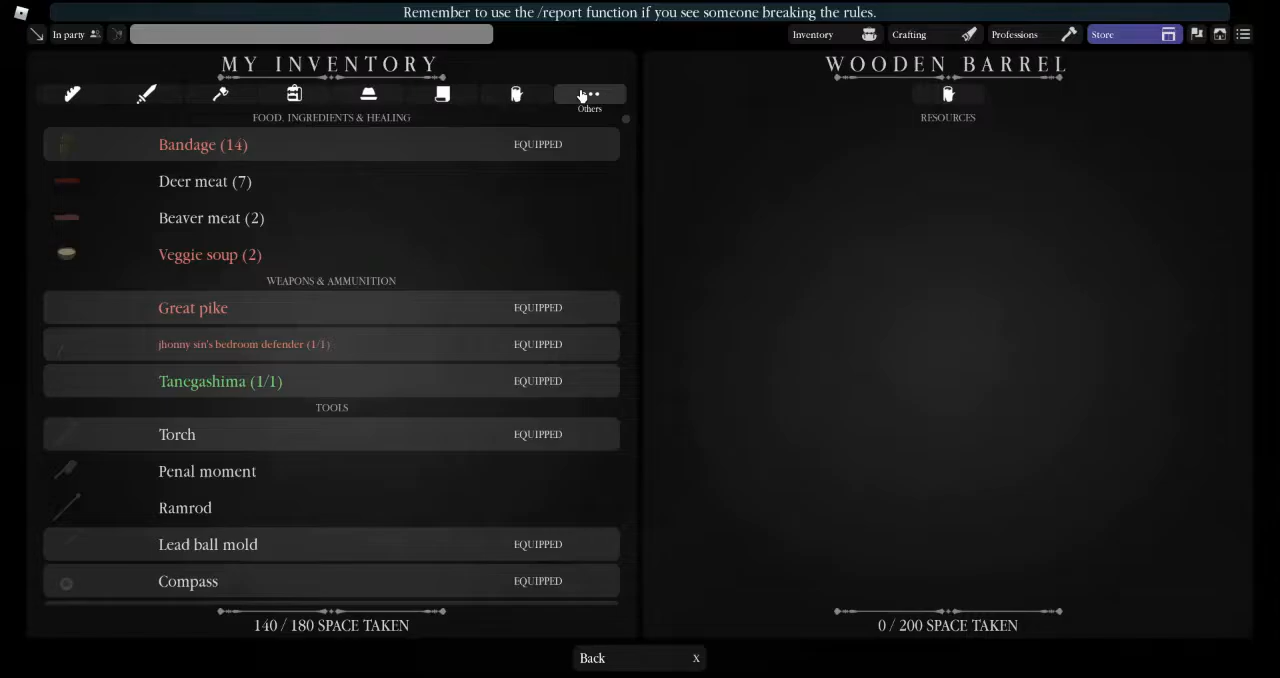 Remember to use the /report function if you see someone breaking the rules.
In party
Inventory
Crafting
Professions
Store
MY INVENTORY
WOODEN BARREL
Others
FOOD, INGREDIENTS & HEALING
RESOURCES
Bandage (14) EQUIPPED
Deer meat (7)
Beaver meat (2)
Veggie soup (2)
WEAPONS & AMMUNITION
Great pike EQUIPPED
jhonny sin's bedroom defender (1/1) EQUIPPED
Tanegashima (1/1) EQUIPPED
TOOLS
Torch EQUIPPED
Penal moment
Ramrod
Lead ball mold EQUIPPED
Compass EQUIPPED
140 / 180 SPACE TAKEN
0 / 200 SPACE TAKEN
Back X